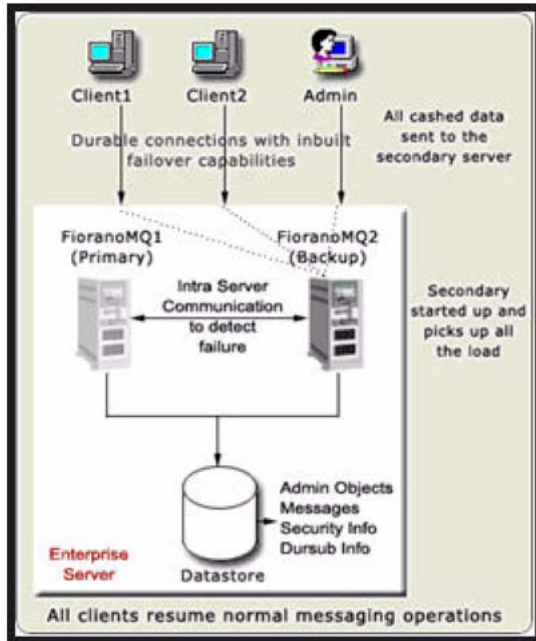 Client1
Client2
Admin
Durable connections with inbuilt
failover capabilities
All cashed data
sent to the
secondary server
FioranoMQ1
(Primary)
FioranoMQ2
(Backup)
Intra Server
Communication
to detect
failure
Secondary
started up and
picks up all
the load
Admin Objects
Messages
Security Info
Dursub Info
Enterprise
Server
Datastore
All clients resume normal messaging operations